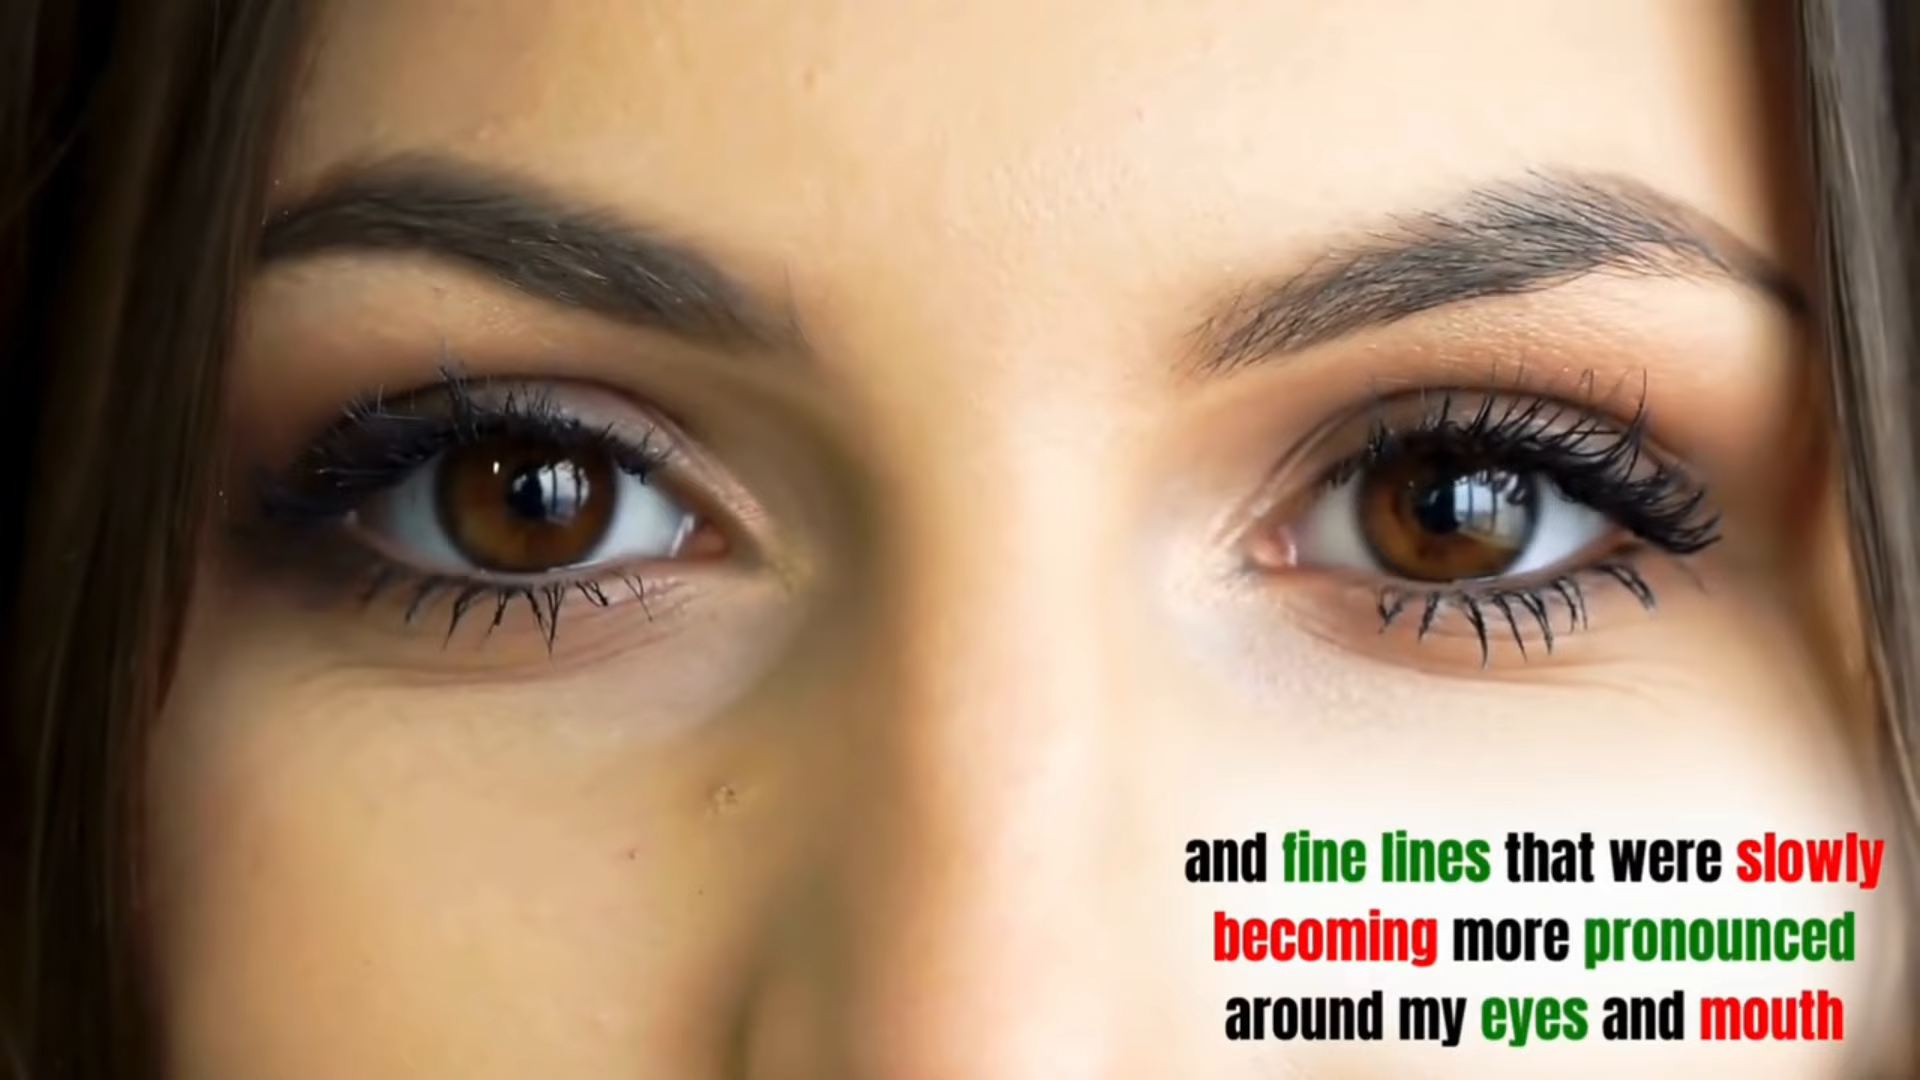 and fine lines that were slowly
becoming more pronounced
around my eyes and mouth